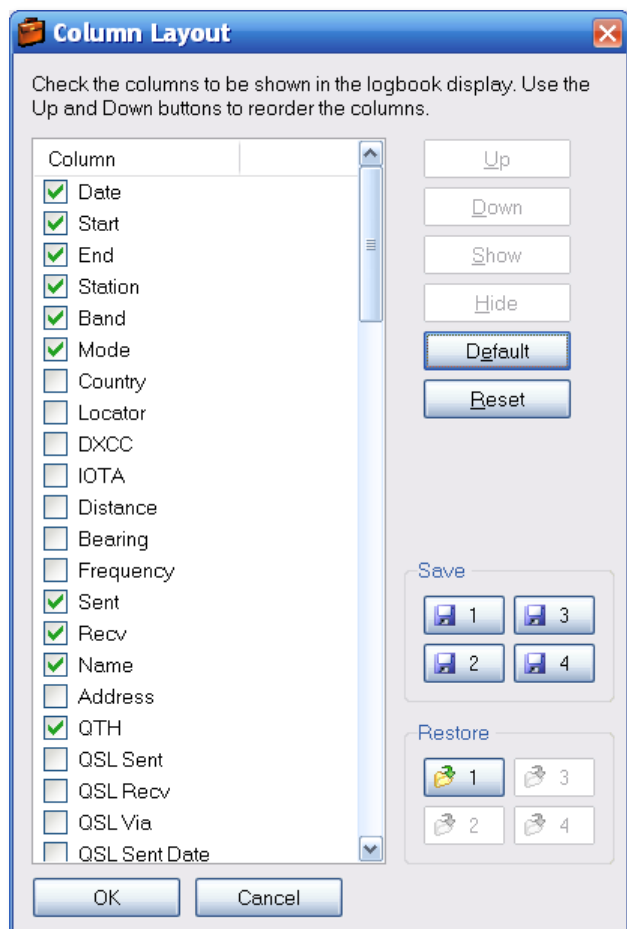 Column Layout
Check the columns to be shown in the logbook display. Use the
Up and Down buttons to reorder the columns.
Column
Date
Start
End
Station
Band
Mode
Country
Locator
DXCC
IOTA
Distance
Bearing
Frequency
Sent
Recv
Name
Address
QTH
QSL Sent
QSL Recv
QSL Via
QSL Sent Date
Up
Down
Show
Hide
Default
Reset
Save
1 3
2 4
Restore
1 3
2 4
OK Cancel